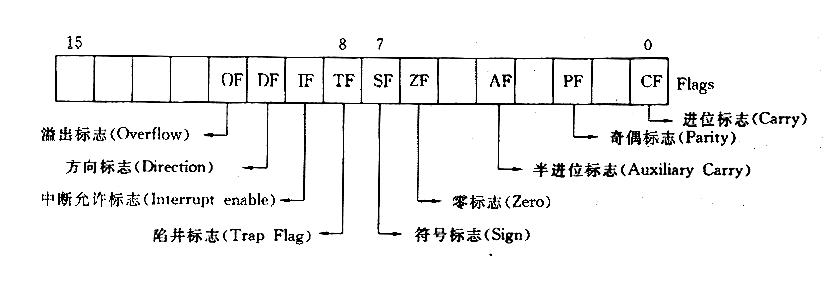 15 8 7 0
OF DF IF TF SF ZF AF PF CF Flags
进位标志(Carry)
溢出标志(Overflow) 奇偶标志(Parity)
方向标志(Direction) 半进位标志(Auxiliary Carry)
中断允许标志(Interrupt enable) 零标志(Zero)
陷井标志(Trap Flag) 符号标志(Sign)